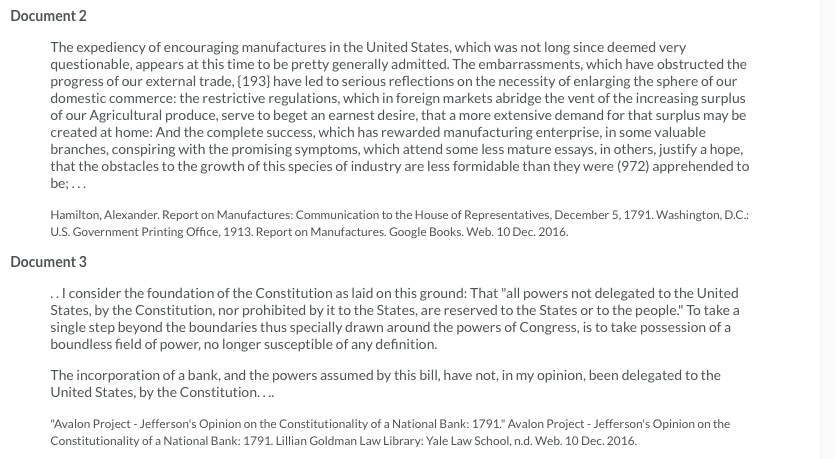 Document 2
The expediency of encouraging manufactures in the United States, which was not long since deemed very
questionable, appears at this time to be pretty generally admitted. The embarrassments, which have obstructed the
progress of our external trade, {193} have led to serious reflections on the necessity of enlarging the sphere of our
domestic commerce: the restrictive regulations, which in foreign markets abridge the vent of the increasing surplus
of our Agricultural produce, serve to beget an earnest desire, that a more extensive demand for that surplus may be
created at home: And the complete success, which has rewarded manufacturing enterprise, in some valuable
branches, conspiring with the promising symptoms, which attend some less mature essays, in others, justify a hope,
that the obstacles to the growth of this species of industry are less formidable than they were (972) apprehended to
be; . . .
Hamilton, Alexander. Report on Manufactures: Communication to the House of Representatives, December 5, 1791. Washington, D.C.:
U.S. Government Printing Office, 1913. Report on Manufactures. Google Books. Web. 10 Dec. 2016.
Document 3
. . I consider the foundation of the Constitution as laid on this ground: That "all powers not delegated to the United
States, by the Constitution, nor prohibited by it to the States, are reserved to the States or to the people." To take a
single step beyond the boundaries thus specially drawn around the powers of Congress, is to take possession of a
boundless field of power, no longer susceptible of any definition.
The incorporation of a bank, and the powers assumed by this bill, have not, in my opinion, been delegated to the
United States, by the Constitution. . ..
"Avalon Project - Jefferson's Opinion on the Constitutionality of a National Bank: 1791." Avalon Project - Jefferson's Opinion on the
Constitutionality of a National Bank: 1791. Lillian Goldman Law Library: Yale Law School, n.d. Web. 10 Dec. 2016.